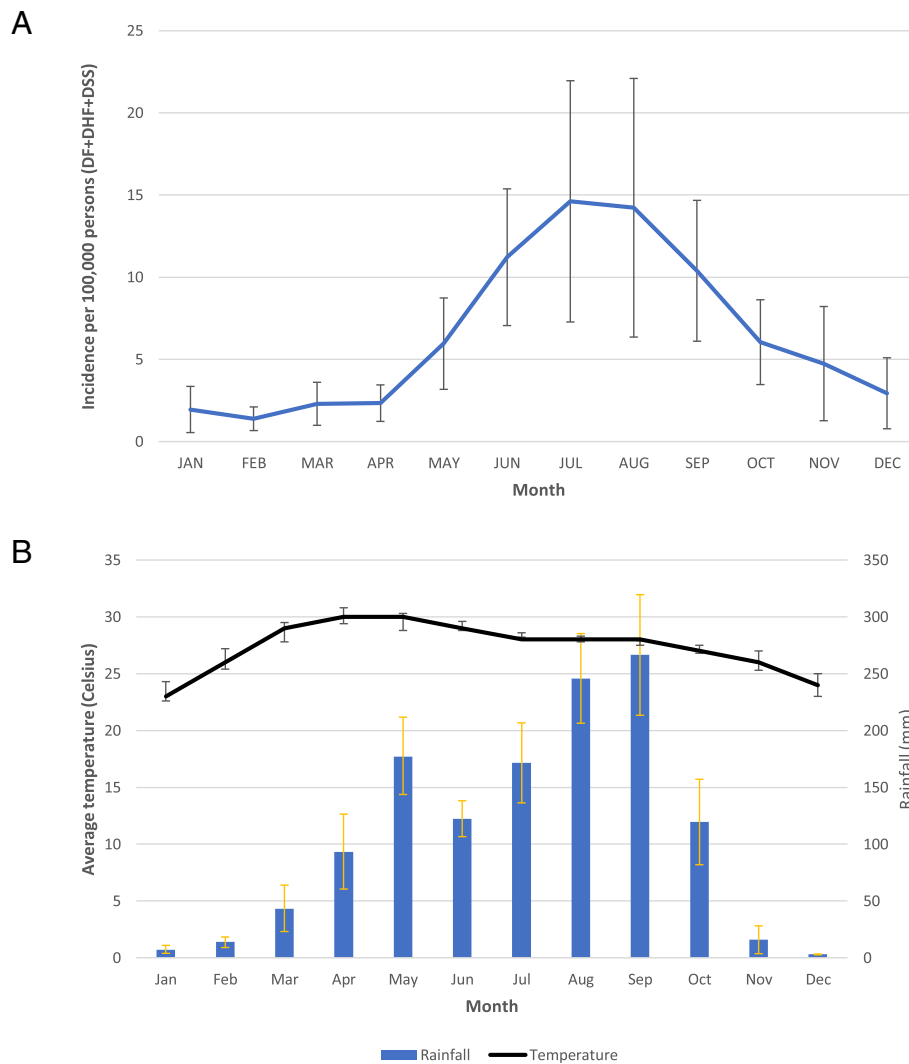 A
Incidence per 100,000 persons (DF+DHF+DSS)
25
20
15
10
5
0
JAN FEB MAR APR MAY JUN JUL AUG SEP OCT NOV DEC
Month
B
Average temperature (Celsius)
35
30
25
20
15
10
5
0
350
300
250
200
150
100
50
0
Rainfall (mm)
Jan Feb Mar Apr May Jun Jul Aug Sep Oct Nov Dec
Month
Rainfall Temperature